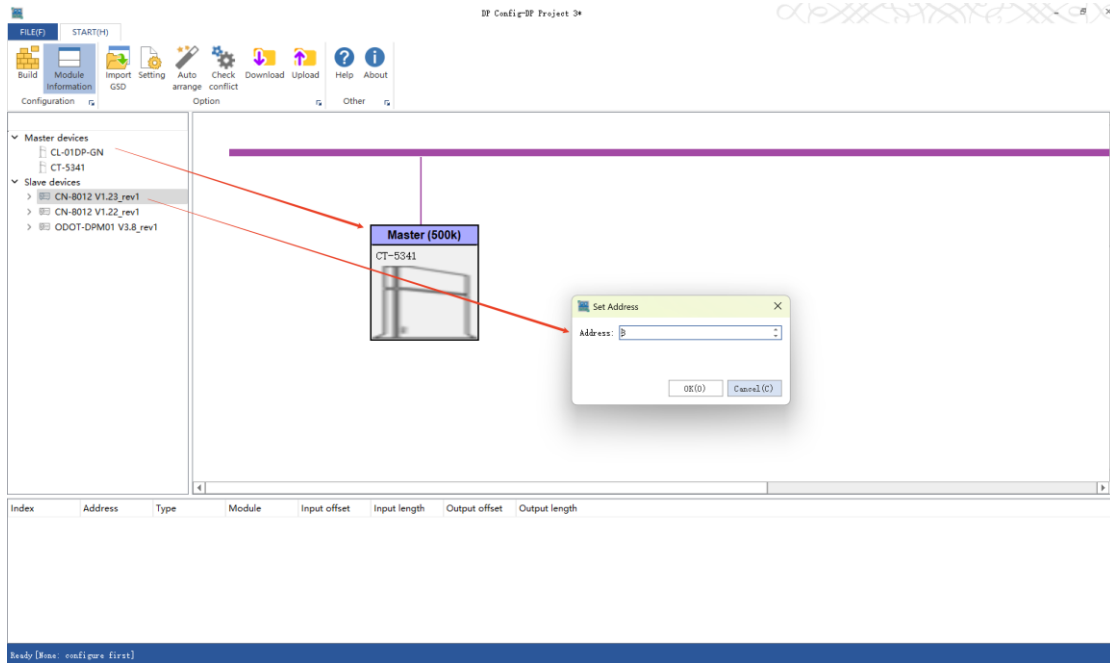 DP Config-DP Project 3*
FILE(F) START(H)
Build Module Information Import GSD Setting Auto arrange Check conflict Download Upload Help About
Configuration Option Other
Master devices
CL-01DP-GN
CT-5341
Slave devices
CN-8012 V1.23_rev1
CN-8012 V1.22_rev1
ODOT-DPM01 V3.8_rev1
Master (500k)
CT-5341
Set Address
Address: 3
OK(O) Cancel(C)
Index Address Type Module Input offset Input length Output offset Output length
Ready [None: configure first]